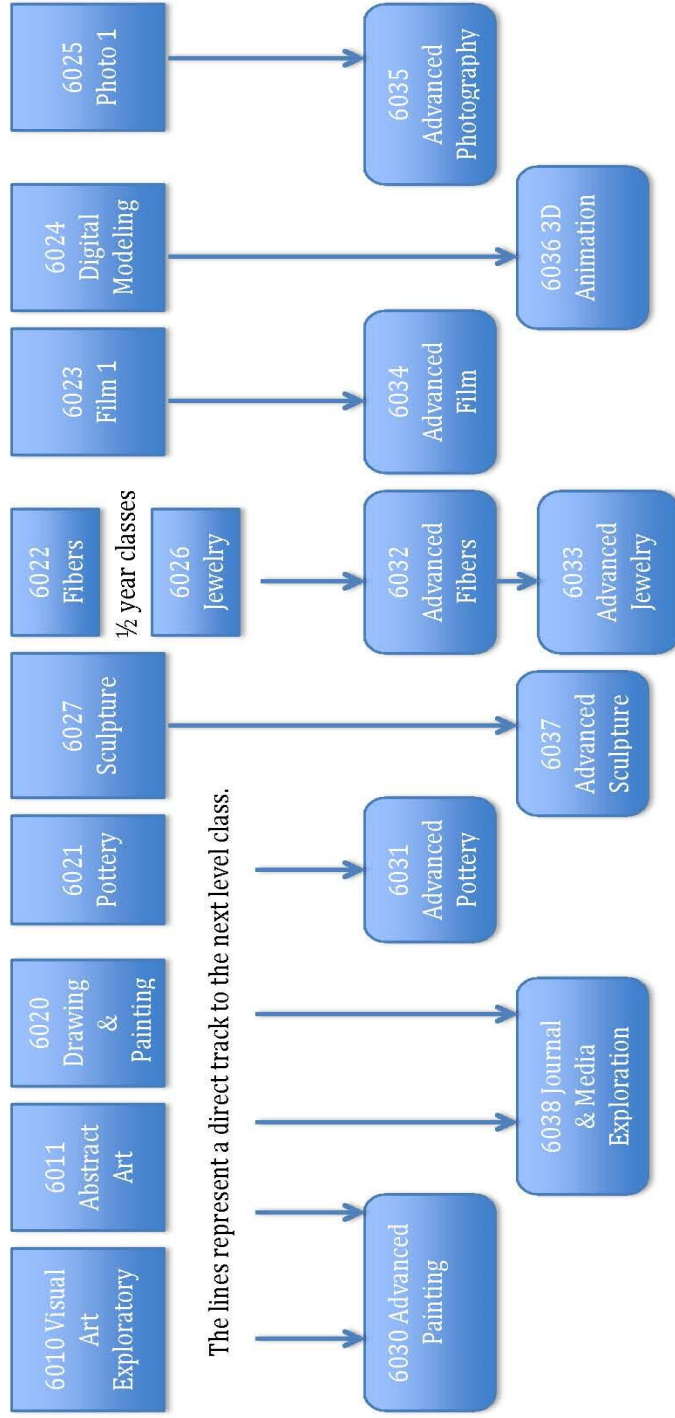 6010 Visual
Art
Exploratory
6011
Abstract
Art
6020
Drawing
&
Painting
6021
Pottery
6027
Sculpture
6022
Fibers
½ year classes
6026
Jewelry
6023
Film 1
6024
Digital
Modeling
6025
Photo 1
The lines represent a direct track to the next level class.
6030 Advanced
Painting
6038 Journal
& Media
Exploration
6031
Advanced
Pottery
6037
Advanced
Sculpture
6032
Advanced
Fibers
6033
Advanced
Jewelry
6034
Advanced
Film
6036 3D
Animation
6035
Advanced
Photography